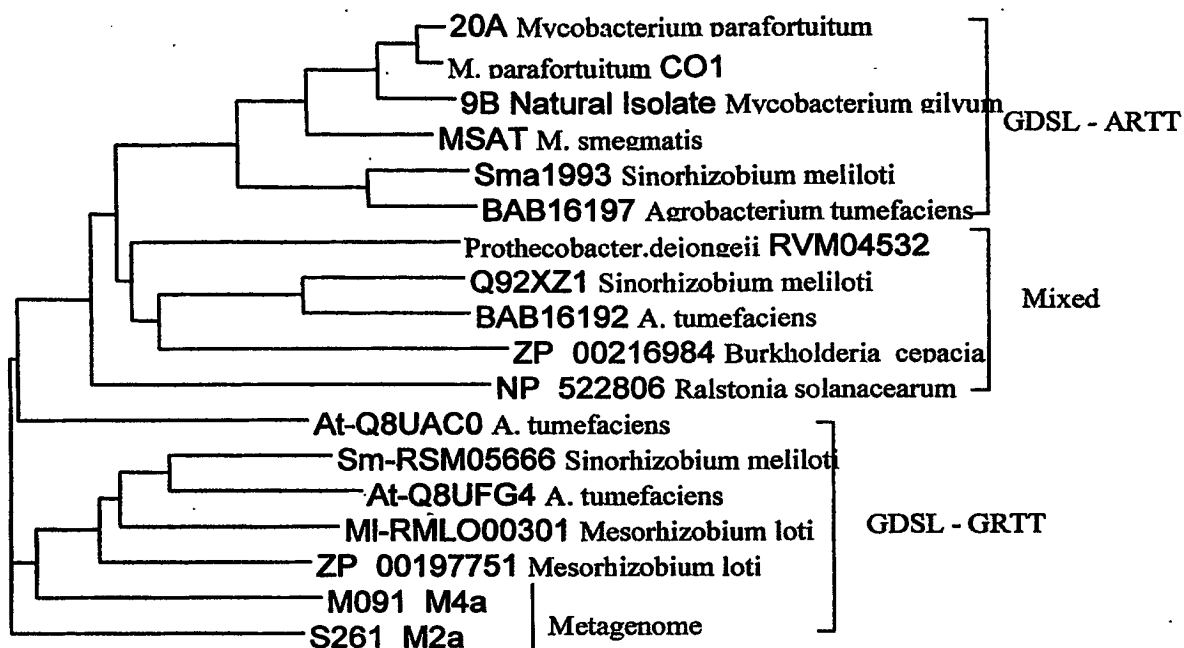 20A Mycobacterium parafortuitum
M. parafortuitum CO1
9B Natural Isolate Mycobacterium gilvum
GDSL - ARTT
MSAT M. smegmatis
Sma1993 Sinorhizobium meliloti
BAB16197 Agrobacterium tumefaciens
Prothecobacter.dejongeii RVM04532
Q92XZ1 Sinorhizobium meliloti
Mixed
BAB16192 A. tumefaciens
ZP 00216984 Burkholderia cepacia
NP 522806 Ralstonia solanacearum
At-Q8UAC0 A. tumefaciens
Sm-RSM05666 Sinorhizobium meliloti
At-Q8UFG4 A. tumefaciens
GDSL - GRTT
Ml-RMLO00301 Mesorhizobium loti
ZP 00197751 Mesorhizobium loti
M091 M4a
Metagenome
S261 M2a